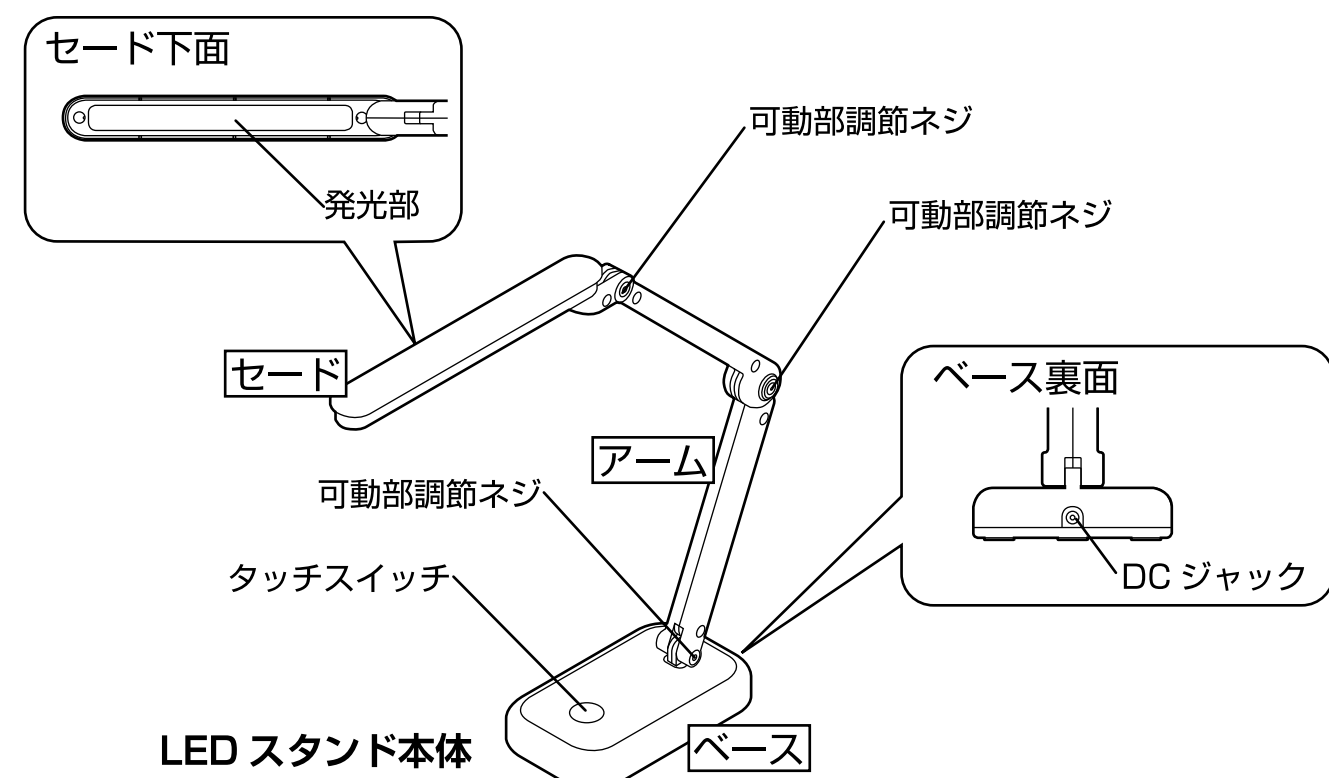 セード下面
発光部
可動部調節ネジ
可動部調節ネジ
セード
アーム
ベース裏面
DC ジャック
可動部調節ネジ
タッチスイッチ
LED スタンド本体
ベース